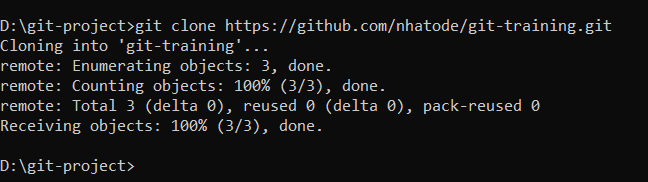 D:\git-project>git clone https://github.com/nhatode/git-training.git
Cloning into 'git-training'...
remote: Enumerating objects: 3, done.
remote: Counting objects: 100% (3/3), done.
remote: Total 3 (delta 0), reused 0 (delta 0), pack-reused 0
Receiving objects: 100% (3/3), done.
D:\git-project>